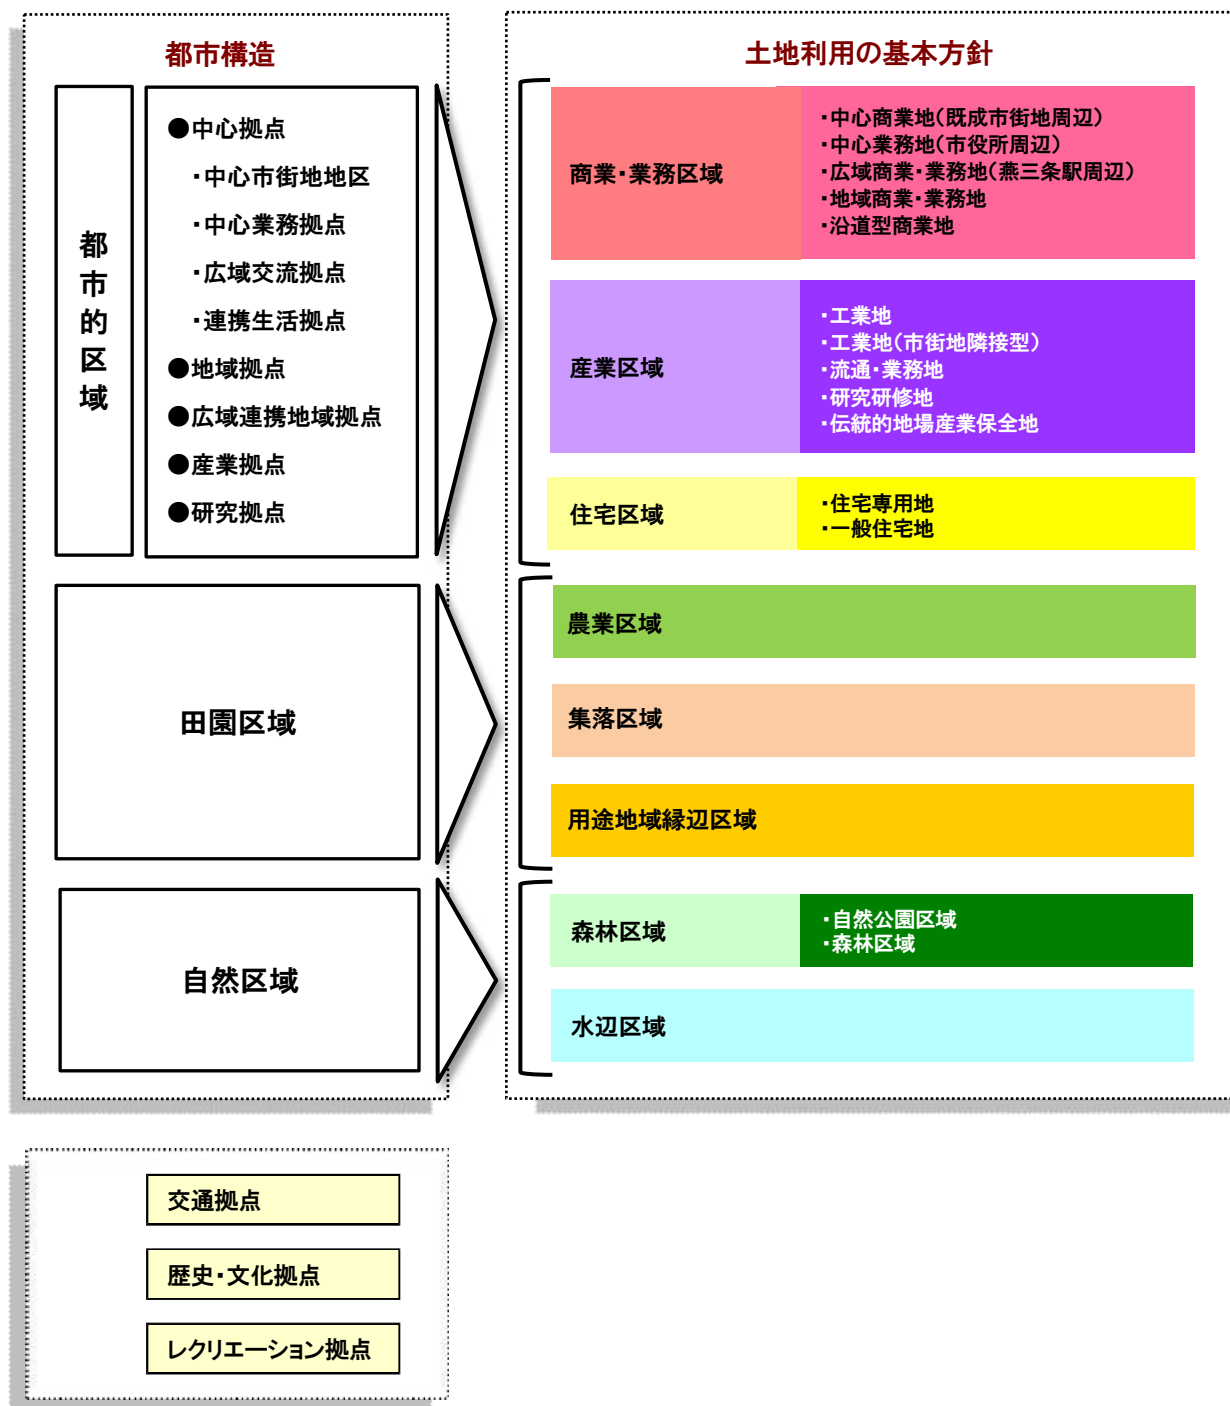 都市構造
都市的区域
●中心拠点
・中心市街地地区
・中心業務拠点
・広域交流拠点
・連携生活拠点
●地域拠点
●広域連携地域拠点
●産業拠点
●研究拠点
田園区域
自然区域
土地利用の基本方針
商業・業務区域
・中心商業地（既成市街地周辺）
・中心業務地（市役所周辺）
・広域商業・業務地（燕三条駅周辺）
・地域商業・業務地
・沿道型商業地
産業区域
・工業地
・工業地（市街地隣接型）
・流通・業務地
・研究研修地
・伝統的地場産業保全地
住宅区域
・住宅専用地
・一般住宅地
農業区域
集落区域
用途地域縁辺区域
森林区域
・自然公園区域
・森林区域
水辺区域
交通拠点
歴史・文化拠点
レクリエーション拠点